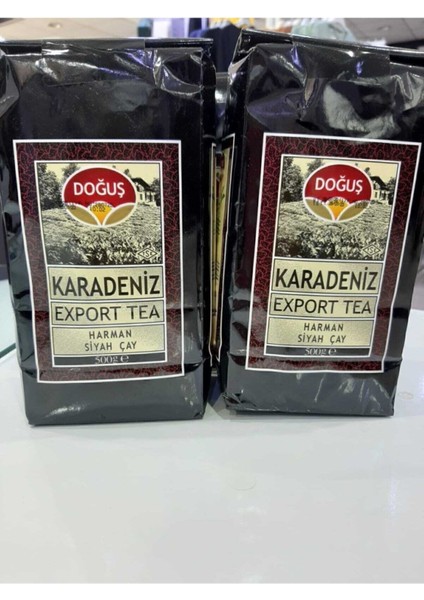 DOĞUŞ
KARADENİZ
EXPORT TEA
HARMAN
SİYAH ÇAY
500g e
DOĞUŞ
KARADENİZ
EXPORT TEA
HARMAN
SİYAH ÇAY
500g e